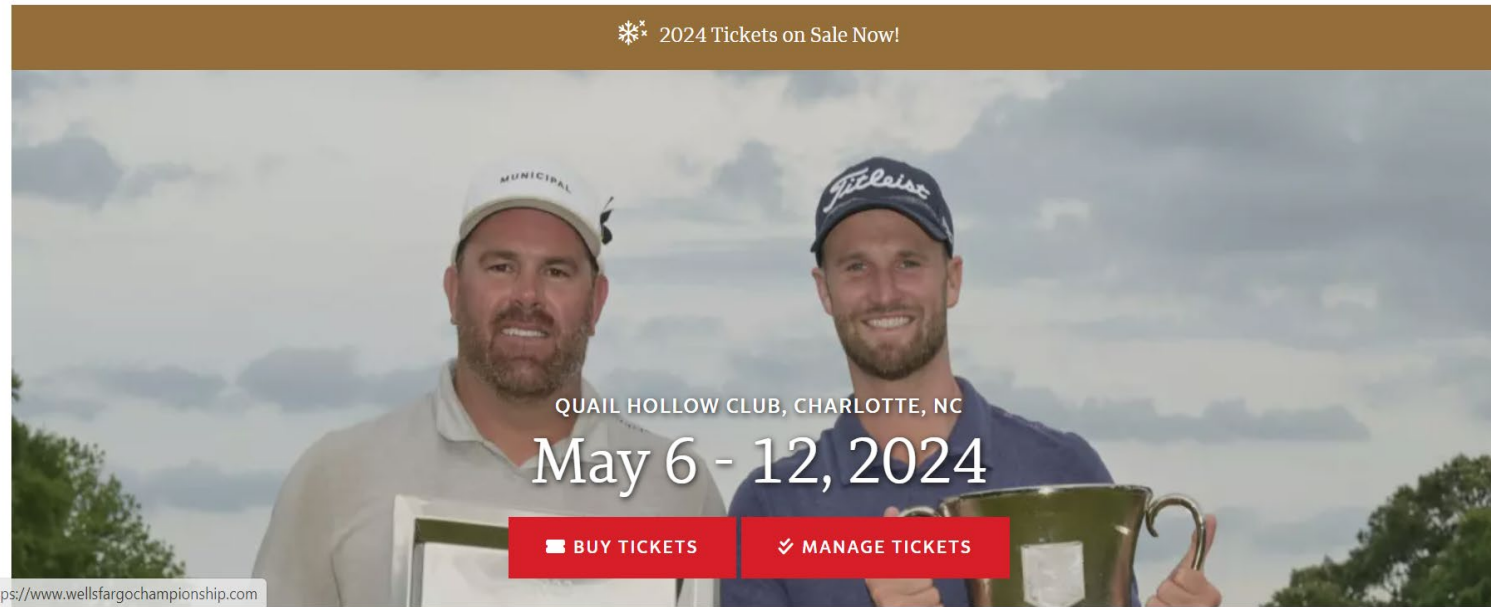 2024 Tickets on Sale Now!
MUNICIPAL
Titleist
QUAIL HOLLOW CLUB, CHARLOTTE, NC
May 6 - 12, 2024
BUY TICKETS
MANAGE TICKETS
ps://www.wellsfargochampionship.com